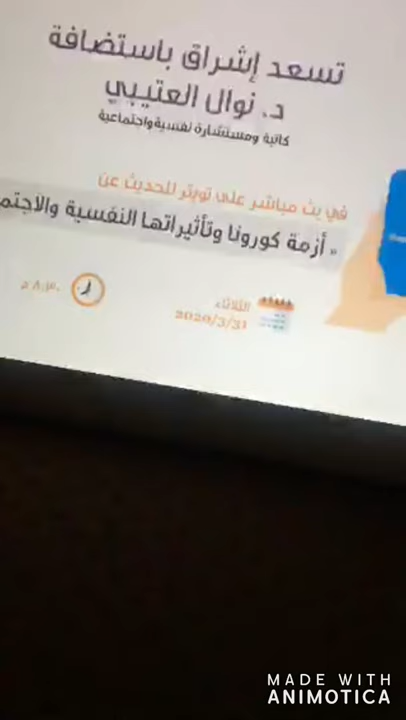 تسعد إشراق باستضافة
د. نوال العتيبي
كاتبة ومستشارة نفسية واجتماعية
في بث مباشر على تويتر للحديث عن
« أزمة كورونا وتأثيراتها النفسية والاجتم
الثلاثاء
2020/3/31
MADE WITH
ANIMOTICA